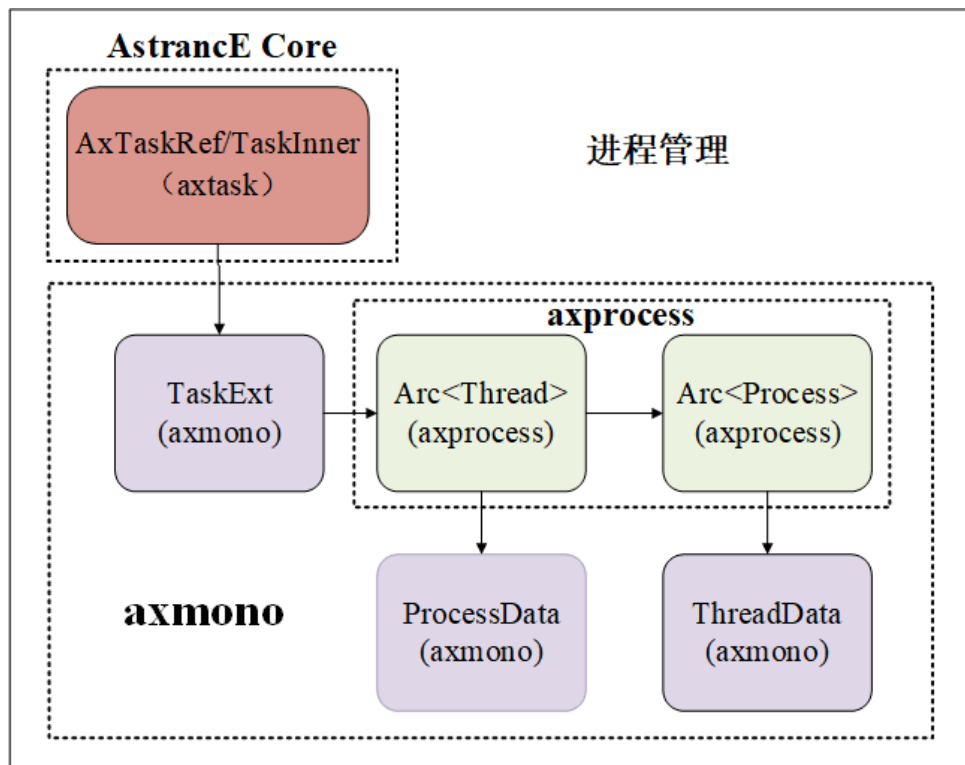 AstrancE Core
AxTaskRef/TaskInner
（axtask）
进程管理
axprocess
TaskExt
(axmono)
Arc<Thread>
(axprocess)
Arc<Process>
(axprocess)
axmono
ProcessData
(axmono)
ThreadData
(axmono)